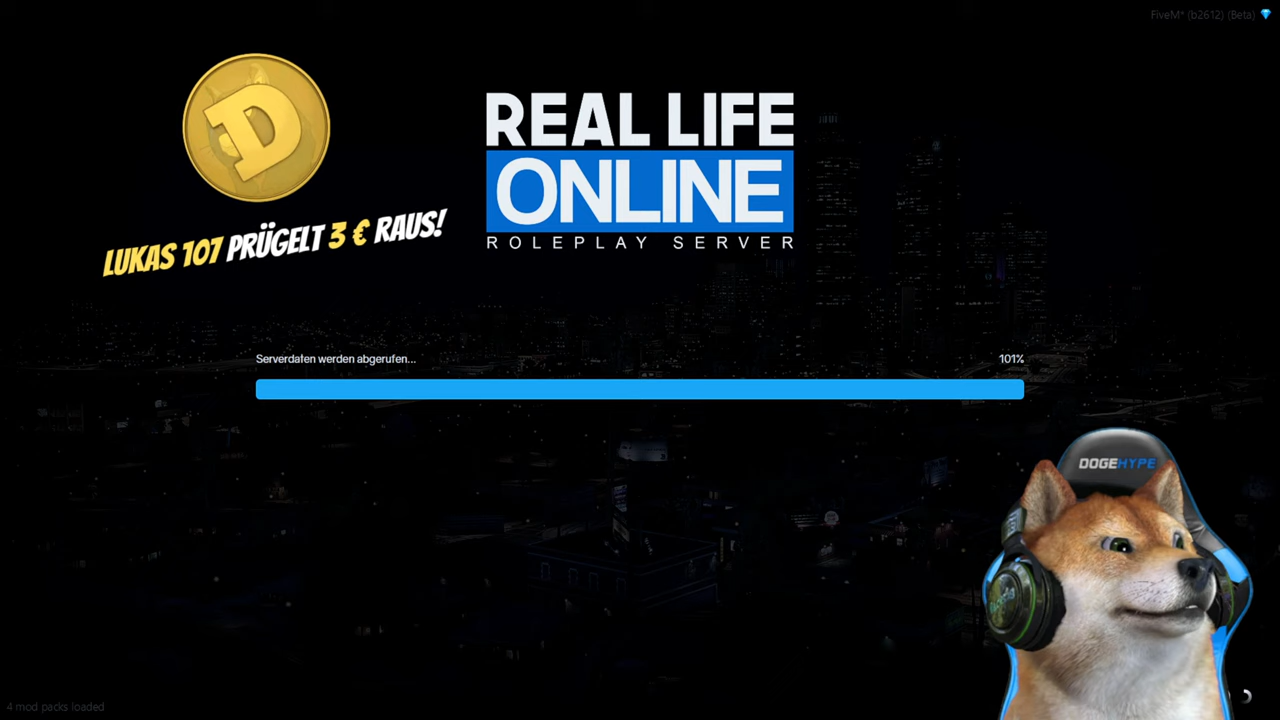 FiveM* (b2612) (Beta)
REAL LIFE
ONLINE
ROLEPLAY SERVER
LUKAS 107 PRÜGELT 3 € RAUS!
Serverdaten werden abgerufen...
101%
DOGEHYPE
4 mod packs loaded